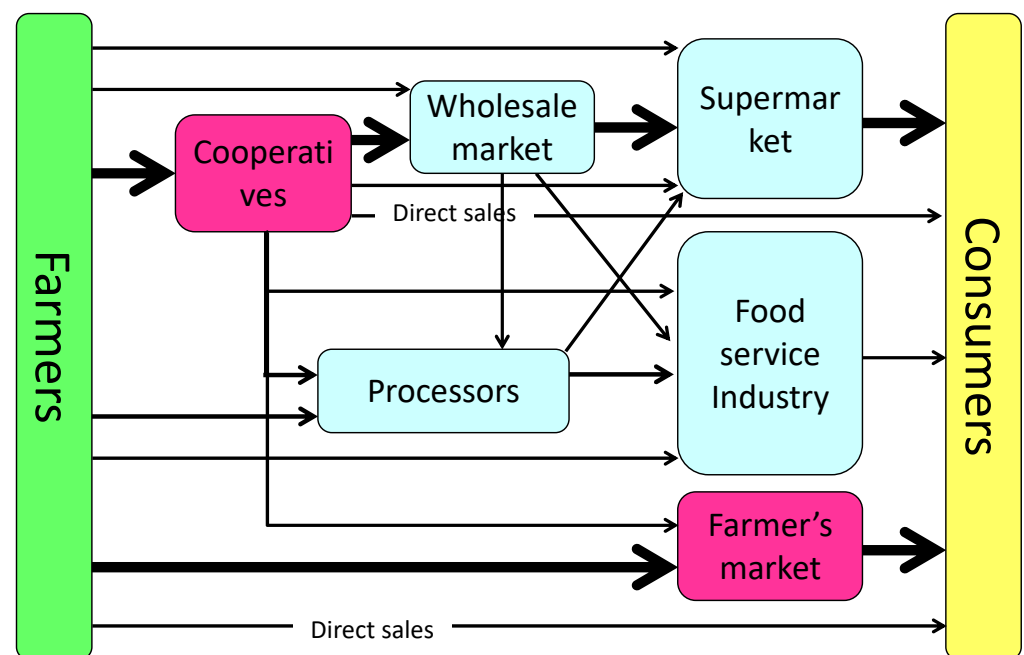 Farmers
Cooperati
ves
Wholesale
market
Supermar
ket
Direct sales
Processors
Food
service
Industry
Farmer’s
market
Direct sales
Consumers